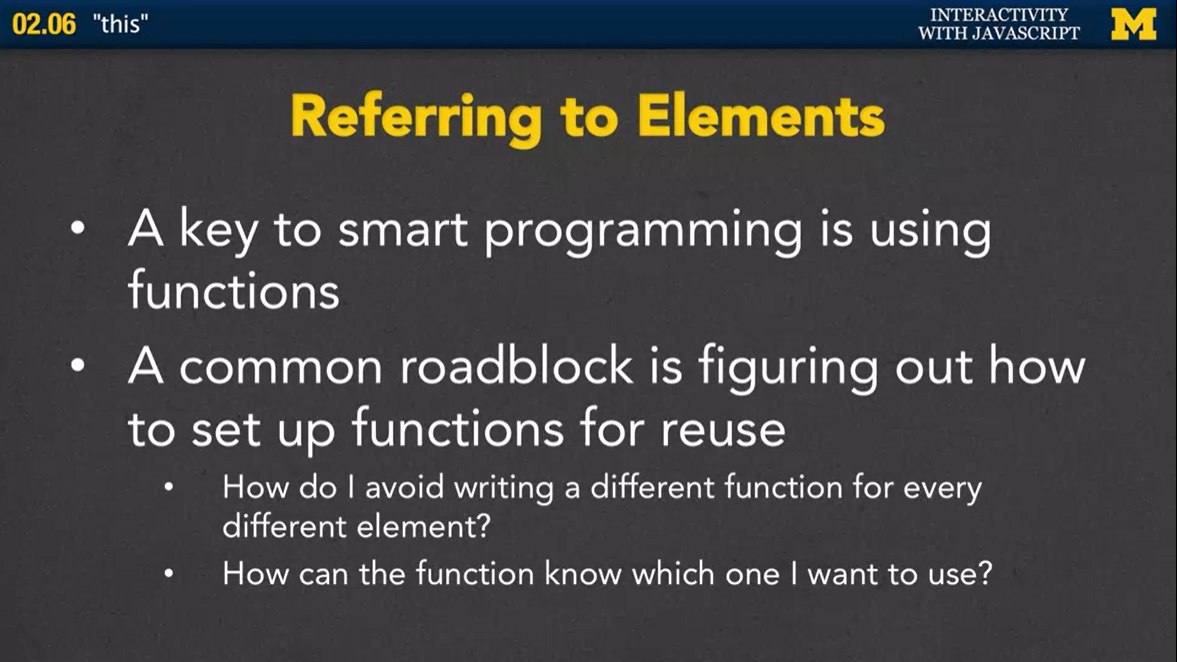 02.06 "this"
INTERACTIVITY
WITH JAVASCRIPT
M
Referring to Elements
• A key to smart programming is using
functions
• A common roadblock is figuring out how
to set up functions for reuse
• How do I avoid writing a different function for every
different element?
• How can the function know which one I want to use?